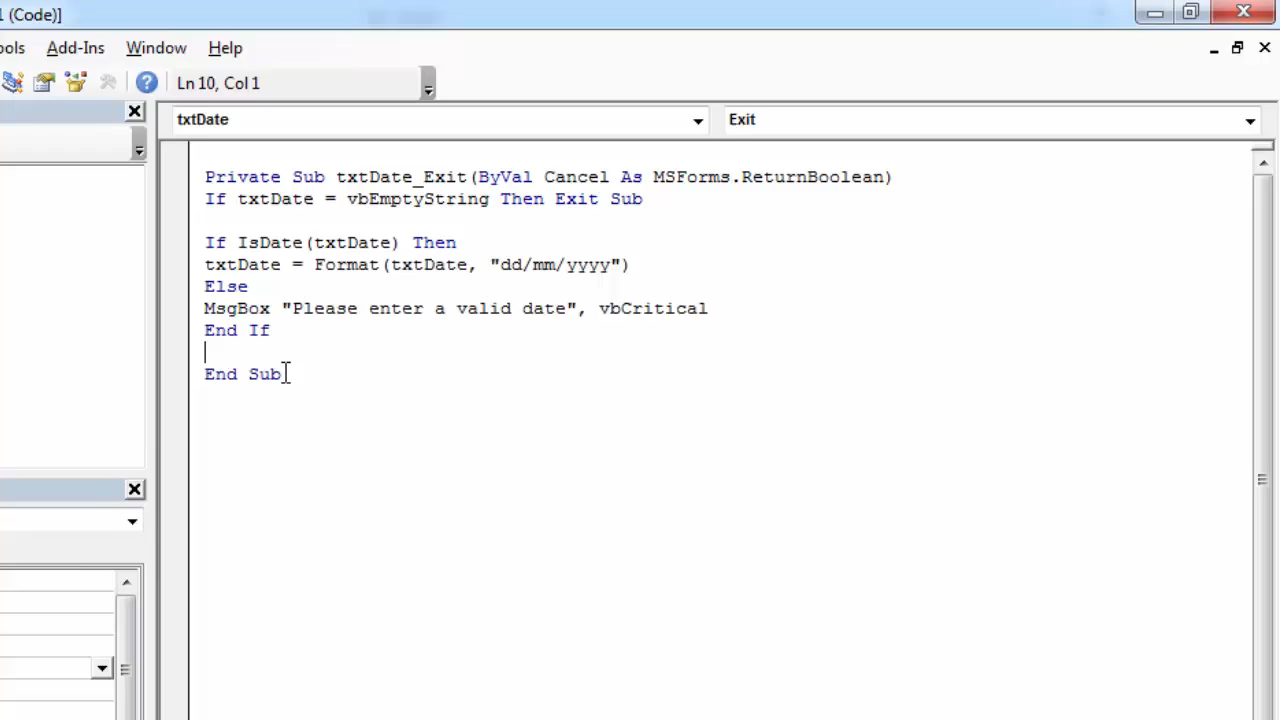 1 (Code)]
ols Add-Ins Window Help
Ln 10, Col 1
txtDate Exit
Private Sub txtDate_Exit(ByVal Cancel As MSForms.ReturnBoolean)
If txtDate = vbEmptyString Then Exit Sub
If IsDate(txtDate) Then
txtDate = Format(txtDate, "dd/mm/yyyy")
Else
MsgBox "Please enter a valid date", vbCritical
End If
End Sub